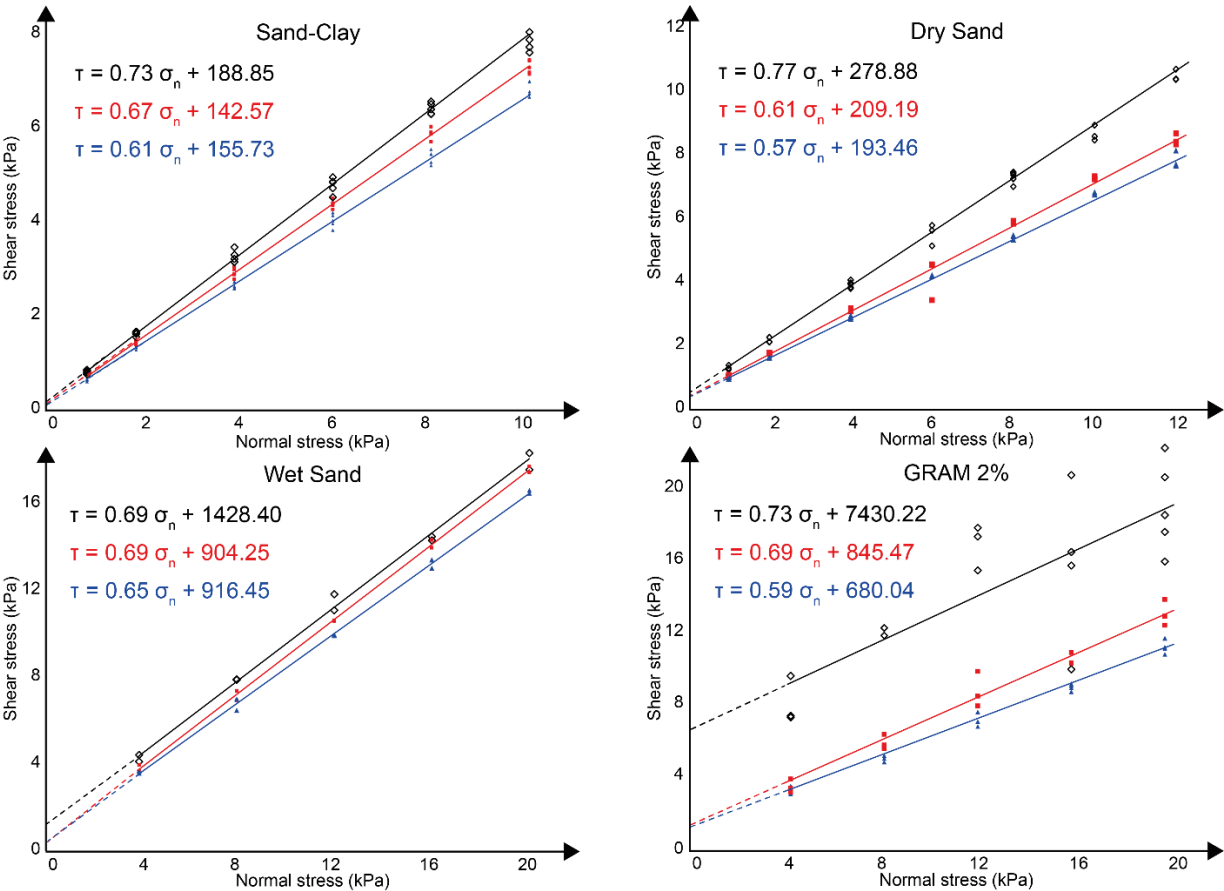 Sand-Clay
τ = 0.73 σn + 188.85
τ = 0.67 σn + 142.57
τ = 0.61 σn + 155.73
Shear stress (kPa)
8
6
4
2
0
0 2 4 6 8 10
Normal stress (kPa)
Dry Sand
τ = 0.77 σn + 278.88
τ = 0.61 σn + 209.19
τ = 0.57 σn + 193.46
Shear stress (kPa)
12
10
8
6
4
2
0
0 2 4 6 8 10 12
Normal stress (kPa)
Wet Sand
τ = 0.69 σn + 1428.40
τ = 0.69 σn + 904.25
τ = 0.65 σn + 916.45
Shear stress (kPa)
16
12
8
4
0
0 4 8 12 16 20
Normal stress (kPa)
GRAM 2%
τ = 0.73 σn + 7430.22
τ = 0.69 σn + 845.47
τ = 0.59 σn + 680.04
Shear stress (kPa)
20
16
12
8
4
0
0 4 8 12 16 20
Normal stress (kPa)